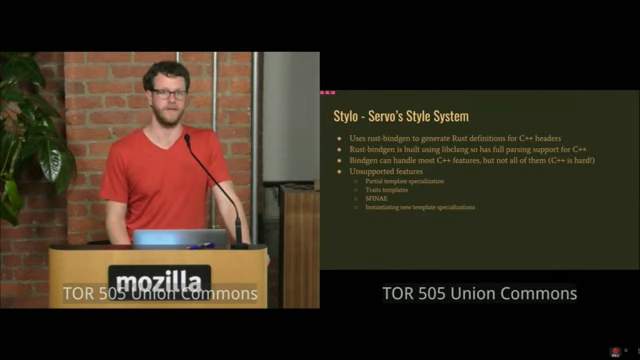 Stylo - Servo's Style System
● Uses rust-bindgen to generate Rust definitions for C++ headers
● Rust-bindgen is built using libclang so has full parsing support for C++
● Bindgen can handle most C++ features, but not all of them (C++ is hard!)
● Unsupported features
○ Partial template specialization
○ Traits templates
○ SFINAE
○ Instantiating new template specializations
mozilla
TOR 505 Union Commons
TOR 505 Union Commons